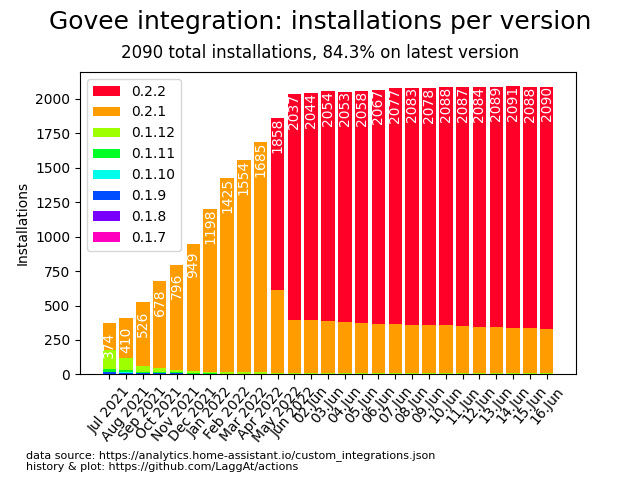 Govee integration: installations per version
2090 total installations, 84.3% on latest version
Installations
2000
1750
1500
1250
1000
750
500
250
0
0.2.2
0.2.1
0.1.12
0.1.11
0.1.10
0.1.9
0.1.8
0.1.7
374
410
526
678
796
949
1198
1425
1554
1685
1858
2037
2044
2054
2053
2058
2067
2077
2083
2078
2088
2087
2084
2089
2091
2088
2090
Jul 2021
Aug 2021
Sep 2021
Oct 2021
Nov 2021
Dec 2021
Jan 2022
Feb 2022
Mar 2022
Apr 2022
May 2022
Jun 2022
02.Jun
03.Jun
04.Jun
05.Jun
06.Jun
07.Jun
08.Jun
09.Jun
10.Jun
11.Jun
12.Jun
13.Jun
14.Jun
15.Jun
16.Jun
data source: https://analytics.home-assistant.io/custom_integrations.json
history & plot: https://github.com/LaggAt/actions